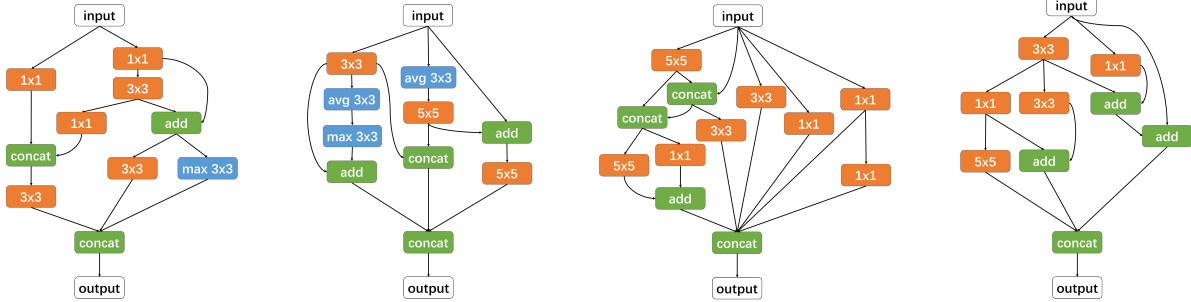 input
1x1
1x1
3x3
1x1
add
concat
3x3
max 3x3
3x3
concat
output
input
3x3
avg 3x3
avg 3x3
5x5
max 3x3
add
concat
add
5x5
concat
output
input
5x5
concat
3x3
1x1
concat
1x1
3x3
5x5
1x1
1x1
add
concat
output
input
3x3
1x1
1x1
3x3
add
add
5x5
add
concat
output